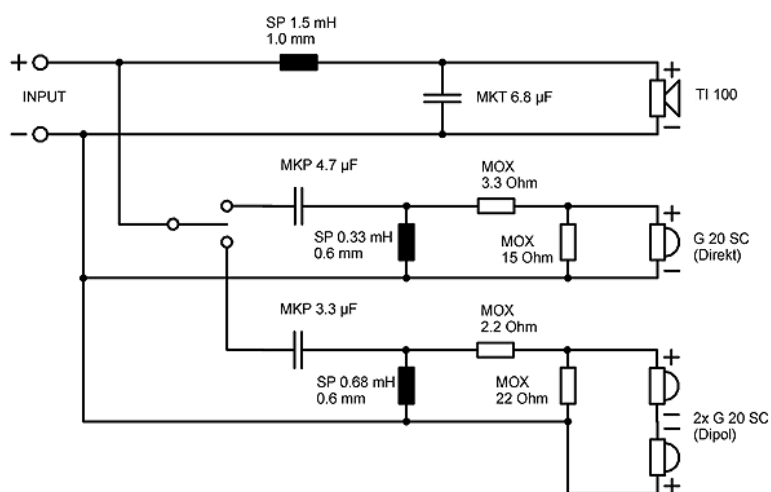 SP 1.5 mH
1.0 mm
+
INPUT
−
MKT 6.8 µF
+
TI 100
−
MKP 4.7 µF
MOX
3.3 Ohm
SP 0.33 mH
0.6 mm
MOX
15 Ohm
+
G 20 SC
(Direkt)
−
MKP 3.3 µF
MOX
2.2 Ohm
SP 0.68 mH
0.6 mm
MOX
22 Ohm
+
−
−
2x G 20 SC
(Dipol)
+